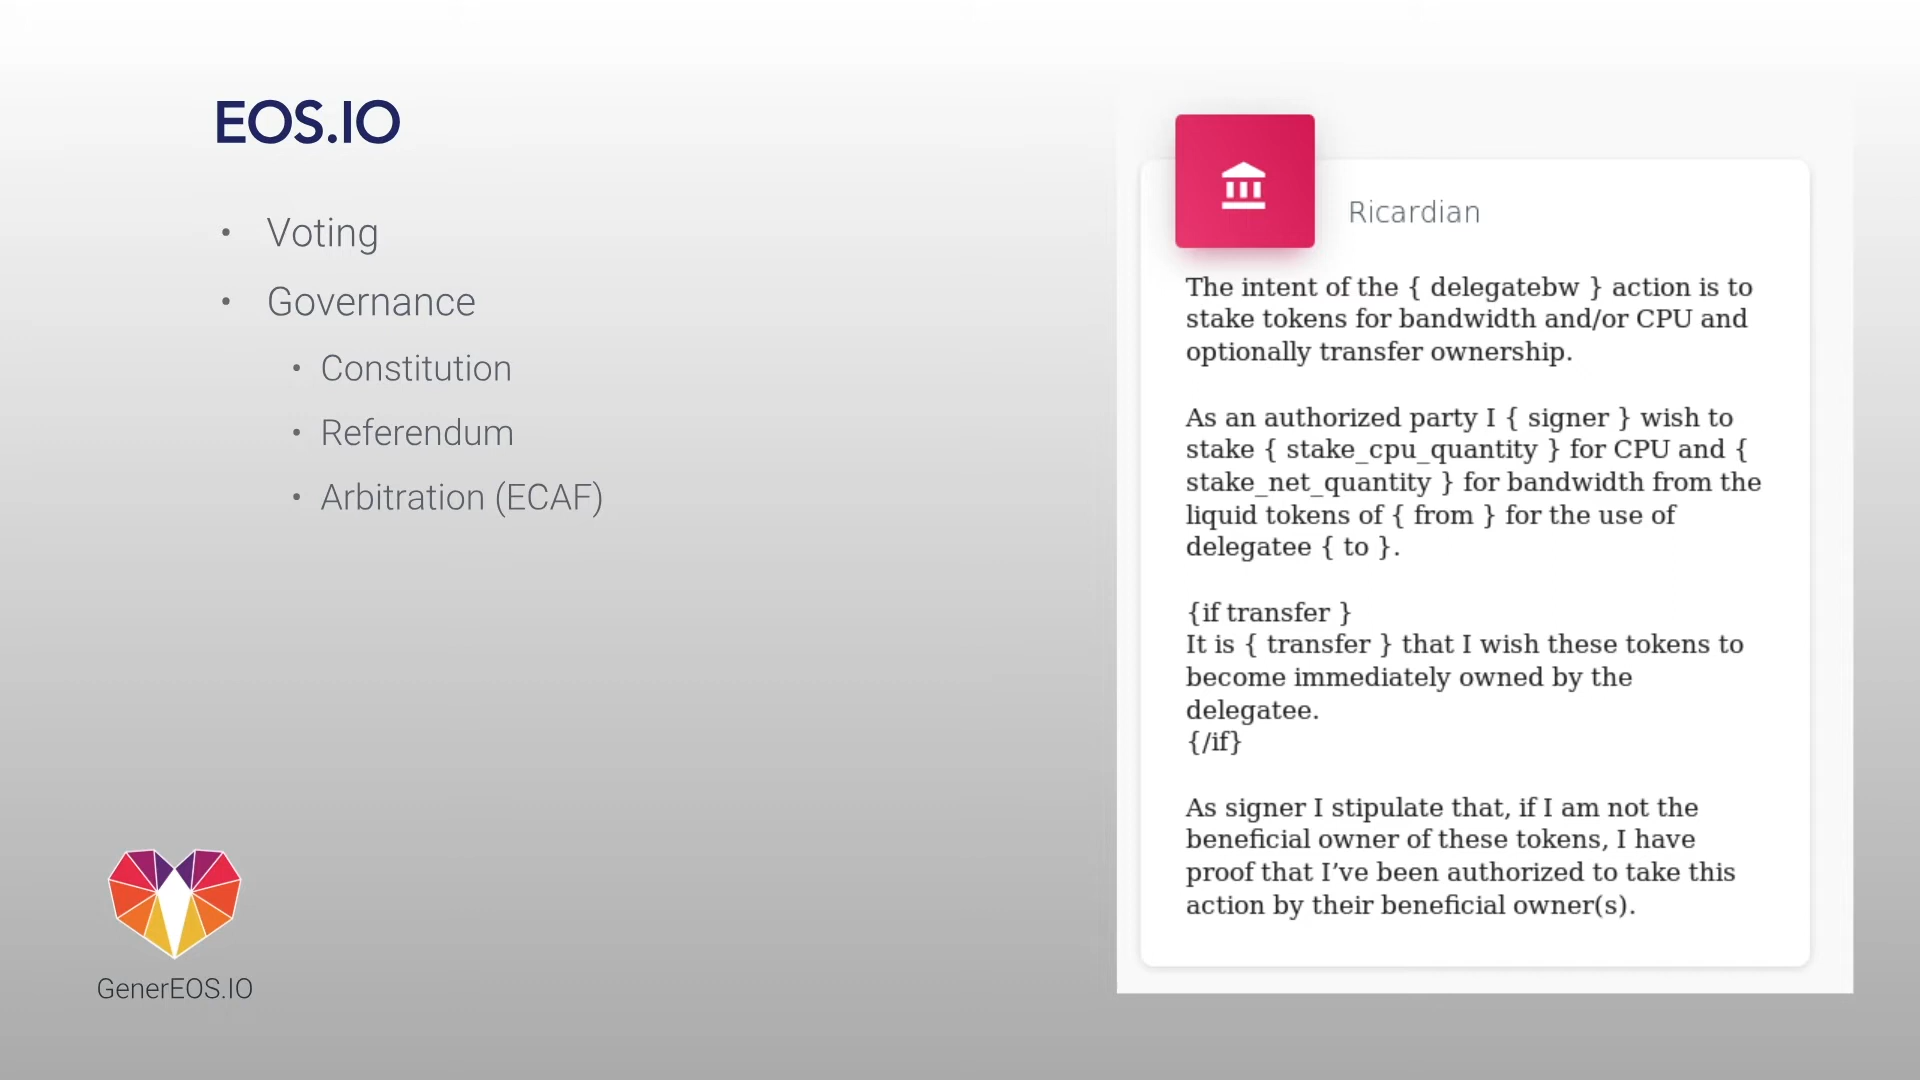 EOS.IO
• Voting
• Governance
• Constitution
• Referendum
• Arbitration (ECAF)
GenerEOS.IO
Ricardian
The intent of the { delegatebw } action is to
stake tokens for bandwidth and/or CPU and
optionally transfer ownership.
As an authorized party I { signer } wish to
stake { stake_cpu_quantity } for CPU and {
stake_net_quantity } for bandwidth from the
liquid tokens of { from } for the use of
delegatee { to }.
{if transfer }
It is { transfer } that I wish these tokens to
become immediately owned by the
delegatee.
{/if}
As signer I stipulate that, if I am not the
beneficial owner of these tokens, I have
proof that I’ve been authorized to take this
action by their beneficial owner(s).